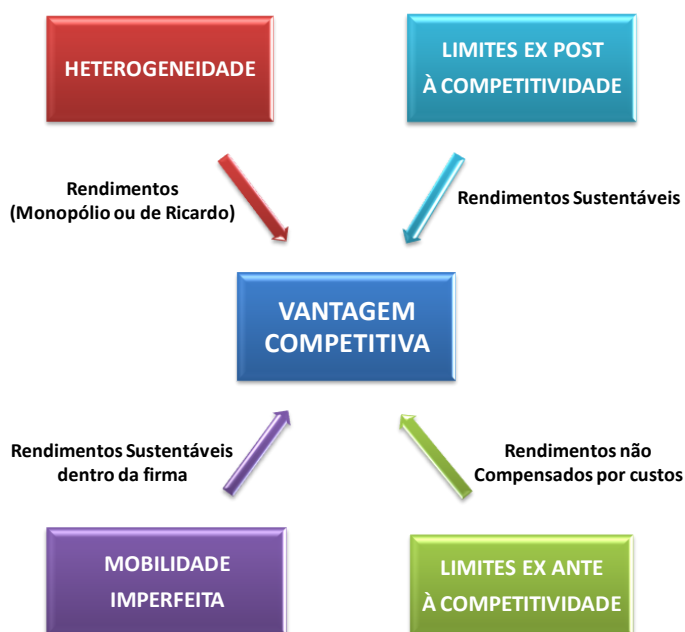 HETEROGENEIDADE
LIMITES EX POST
À COMPETITIVIDADE
Rendimentos
(Monopólio ou de Ricardo)
Rendimentos Sustentáveis
VANTAGEM
COMPETITIVA
Rendimentos Sustentáveis
dentro da firma
Rendimentos não
Compensados por custos
MOBILIDADE
IMPERFEITA
LIMITES EX ANTE
À COMPETITIVIDADE